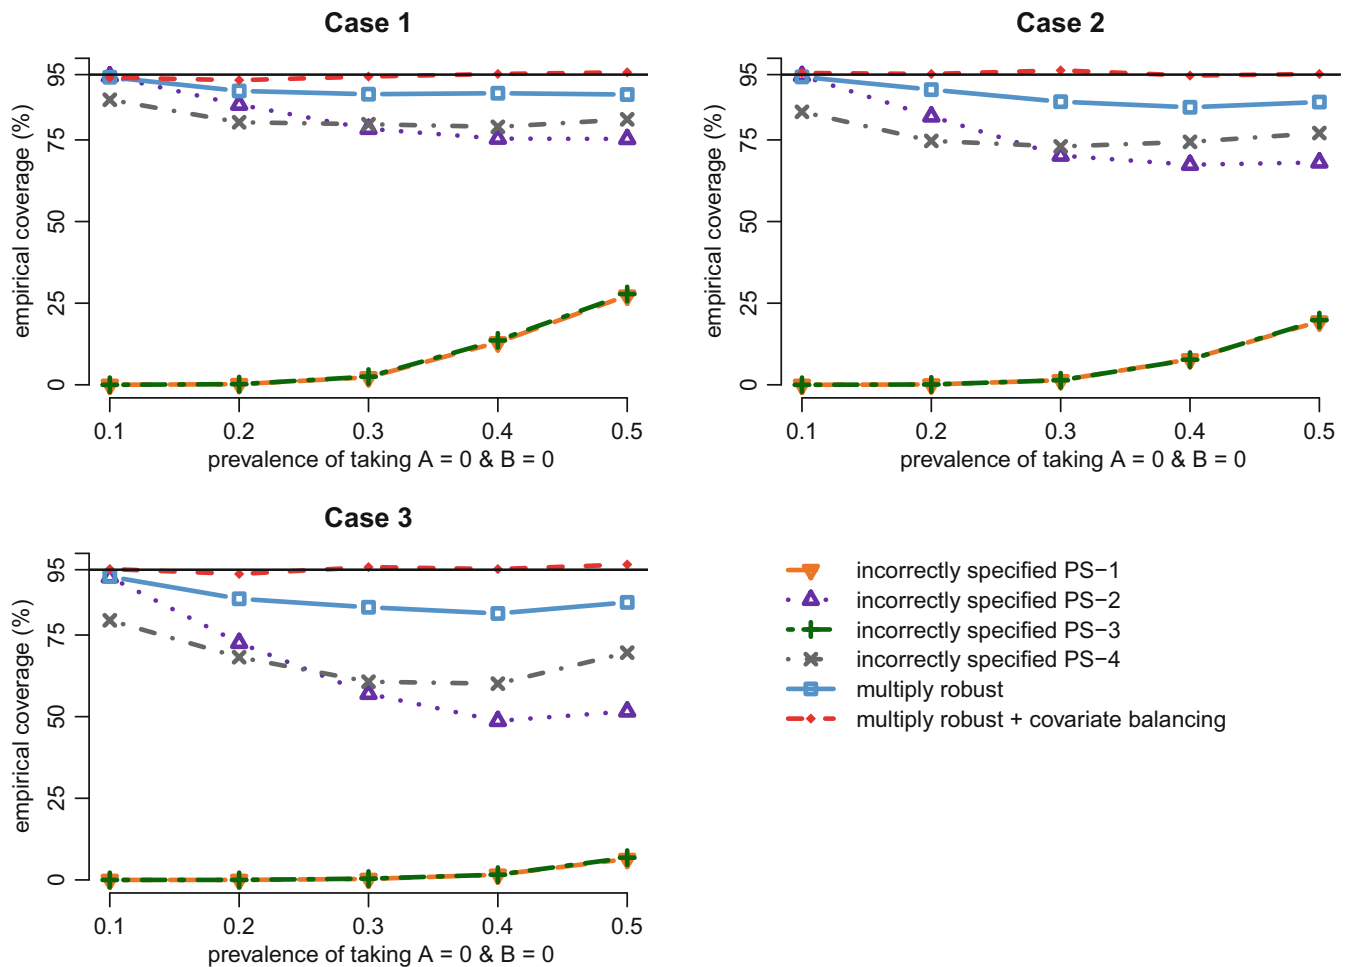 Case 1
empirical coverage (%)
95
75
50
25
0
0.1 0.2 0.3 0.4 0.5
prevalence of taking A = 0 & B = 0
Case 2
empirical coverage (%)
95
75
50
25
0
0.1 0.2 0.3 0.4 0.5
prevalence of taking A = 0 & B = 0
Case 3
empirical coverage (%)
95
75
50
25
0
0.1 0.2 0.3 0.4 0.5
prevalence of taking A = 0 & B = 0
incorrectly specified PS−1
incorrectly specified PS−2
incorrectly specified PS−3
incorrectly specified PS−4
multiply robust
multiply robust + covariate balancing